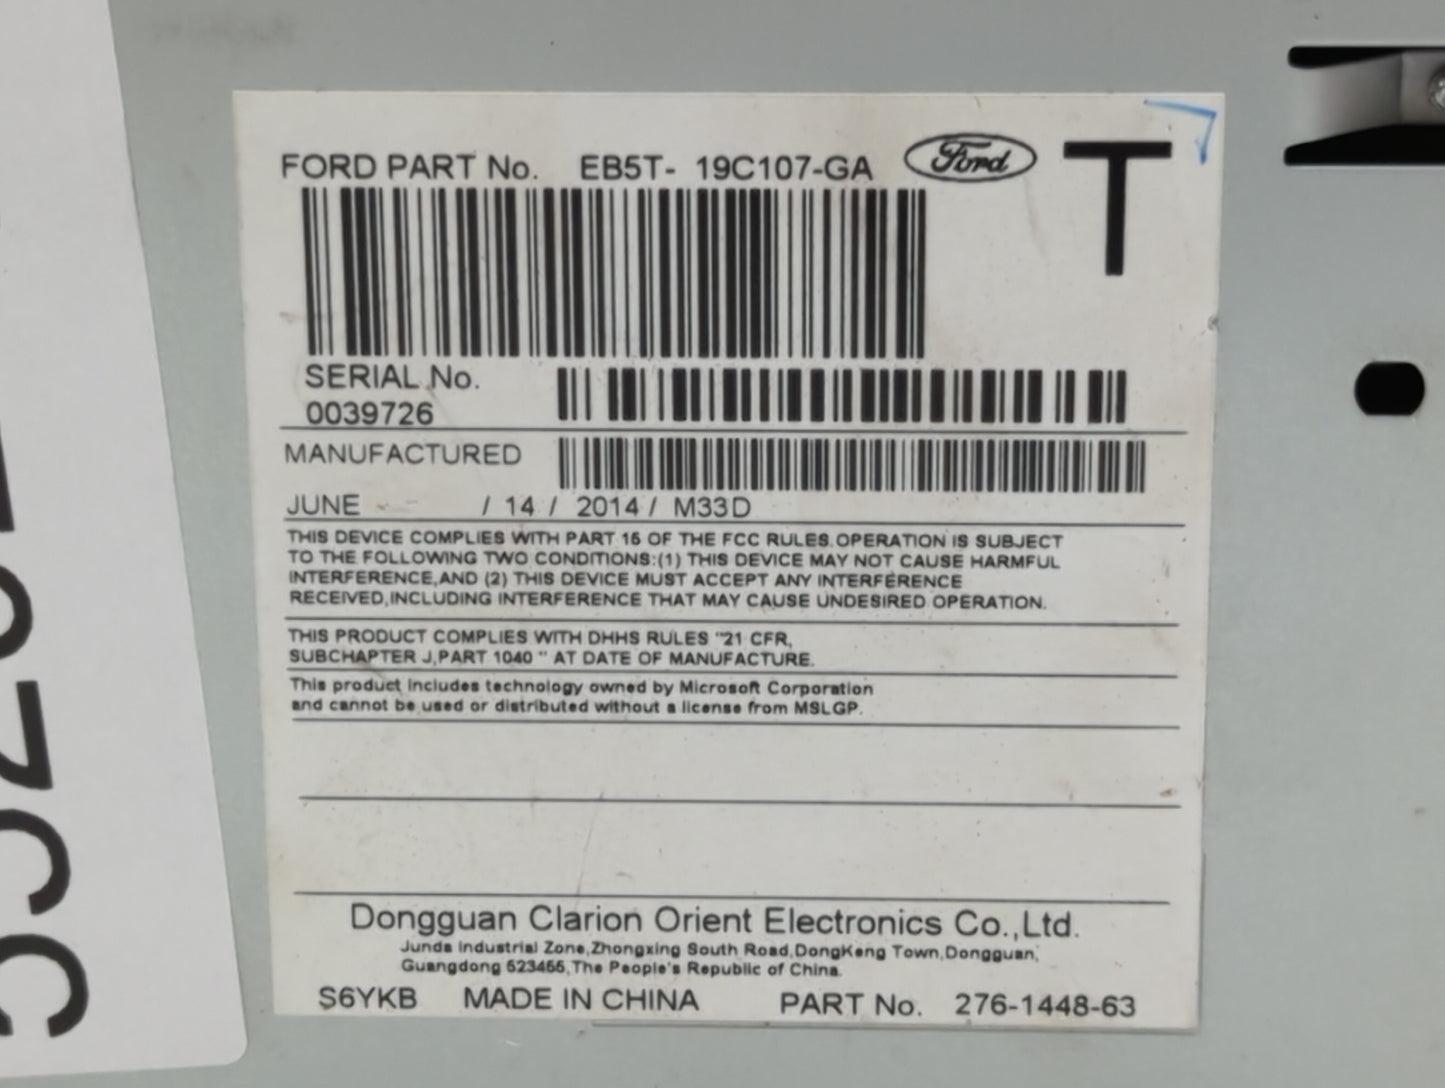 FORD PART No. EB5T- 19C107-GA Ford T
SERIAL No.
0039726
MANUFACTURED
JUNE / 14 / 2014 / M33D
THIS DEVICE COMPLIES WITH PART 15 OF THE FCC RULES.OPERATION IS SUBJECT
TO THE FOLLOWING TWO CONDITIONS:(1) THIS DEVICE MAY NOT CAUSE HARMFUL
INTERFERENCE,AND (2) THIS DEVICE MUST ACCEPT ANY INTERFERENCE
RECEIVED,INCLUDING INTERFERENCE THAT MAY CAUSE UNDESIRED OPERATION.
THIS PRODUCT COMPLIES WITH DHHS RULES "21 CFR,
SUBCHAPTER J,PART 1040 " AT DATE OF MANUFACTURE.
This product includes technology owned by Microsoft Corporation
and cannot be used or distributed without a license from MSLGP.
Dongguan Clarion Orient Electronics Co.,Ltd.
Junda Industrial Zone,Zhongxing South Road,DongKeng Town,Dongguan,
Guangdong 523455,The People's Republic of China.
S6YKB MADE IN CHINA PART No. 276-1448-63